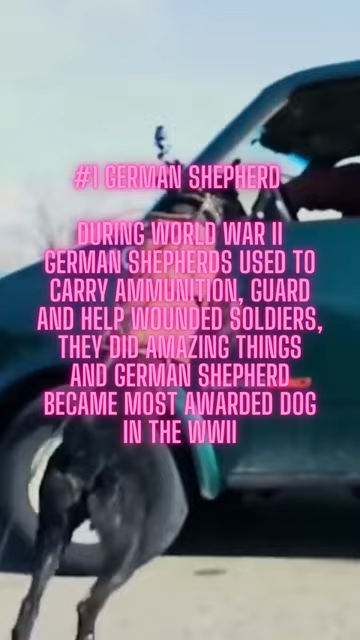 #1 GERMAN SHEPHERD
DURING WORLD WAR II
GERMAN SHEPHERDS USED TO
CARRY AMMUNITION, GUARD
AND HELP WOUNDED SOLDIERS,
THEY DID AMAZING THINGS
AND GERMAN SHEPHERD
BECAME MOST AWARDED DOG
IN THE WWII